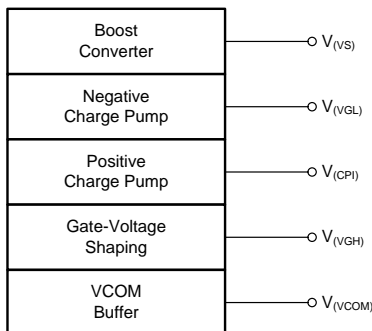 Boost
Converter
V(VS)
Negative
Charge Pump
V(VGL)
Positive
Charge Pump
V(CPI)
Gate-Voltage
Shaping
V(VGH)
VCOM
Buffer
V(VCOM)